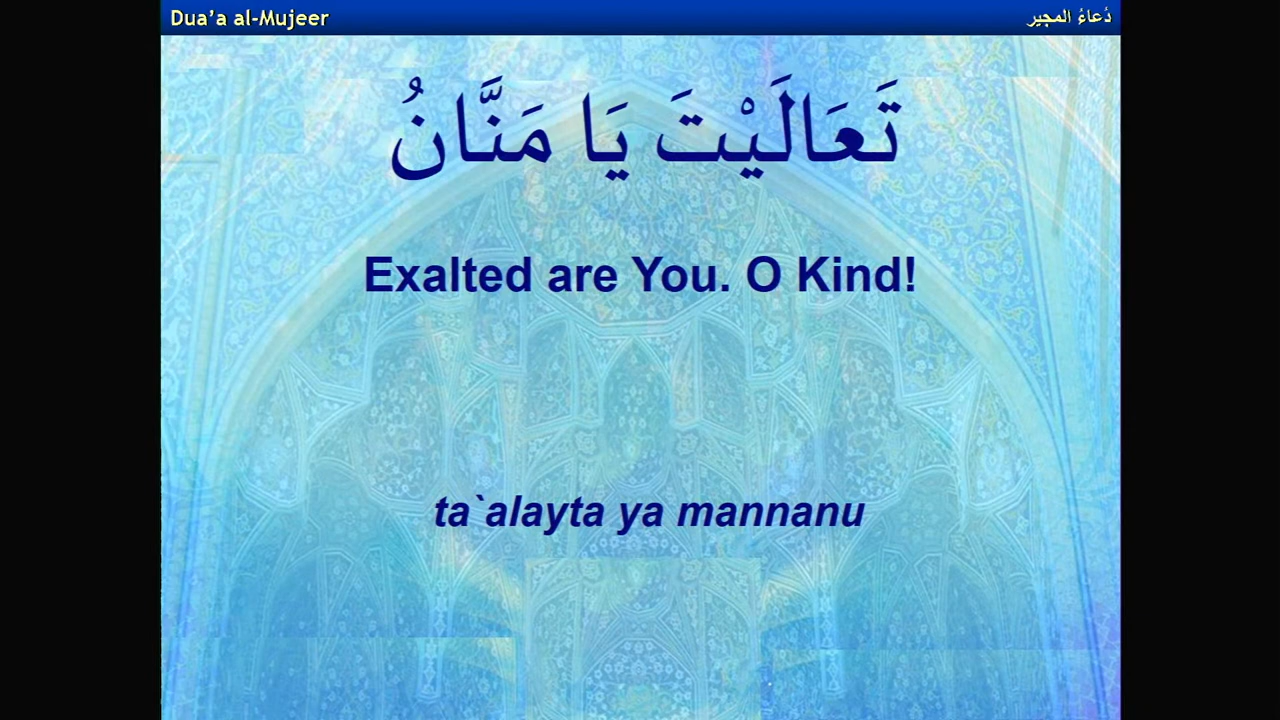 Dua’a al-Mujeer
دُعاءُ المجير
تَعَالَيْتَ يَا مَنَّانُ
Exalted are You. O Kind!
ta`alayta ya mannanu